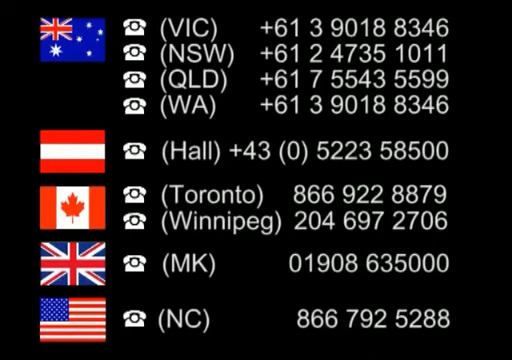 (VIC) +61 3 9018 8346
(NSW) +61 2 4735 1011
(QLD) +61 7 5543 5599
(WA) +61 3 9018 8346
(Hall) +43 (0) 5223 58500
(Toronto) 866 922 8879
(Winnipeg) 204 697 2706
(MK) 01908 635000
(NC) 866 792 5288